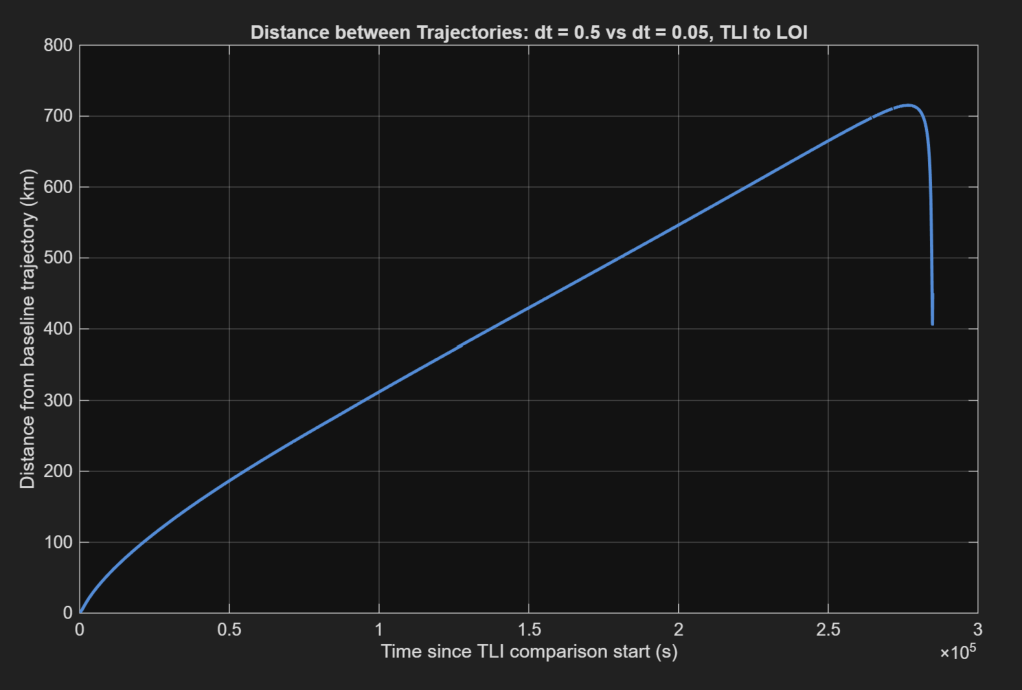 Distance between Trajectories: dt = 0.5 vs dt = 0.05, TLI to LOI
800
700
600
500
400
300
200
100
0
Distance from baseline trajectory (km)
0 0.5 1 1.5 2 2.5 3
Time since TLI comparison start (s)
×10⁵